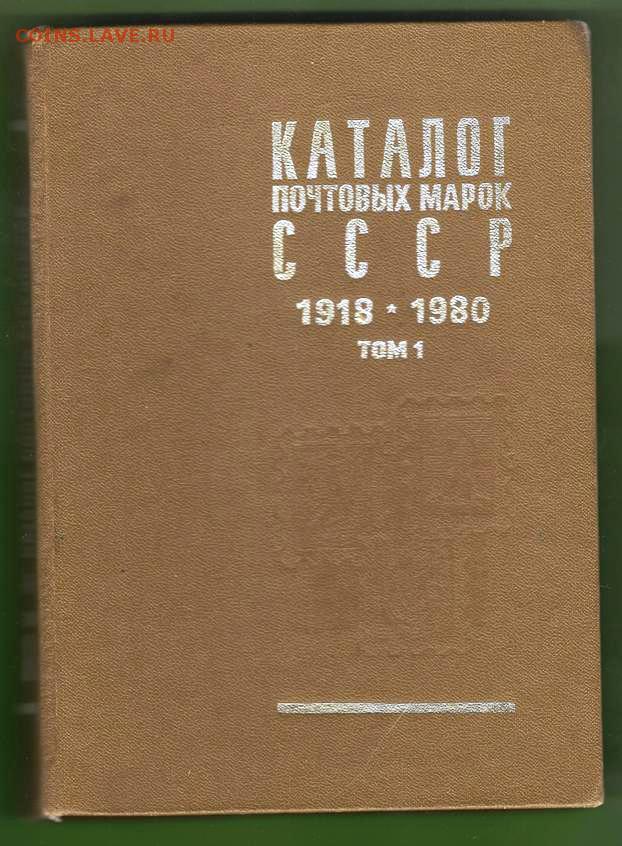 COINS.LAVE.RU
КАТАЛОГ
ПОЧТОВЫХ МАРОК
СССР
1918 * 1980
ТОМ 1